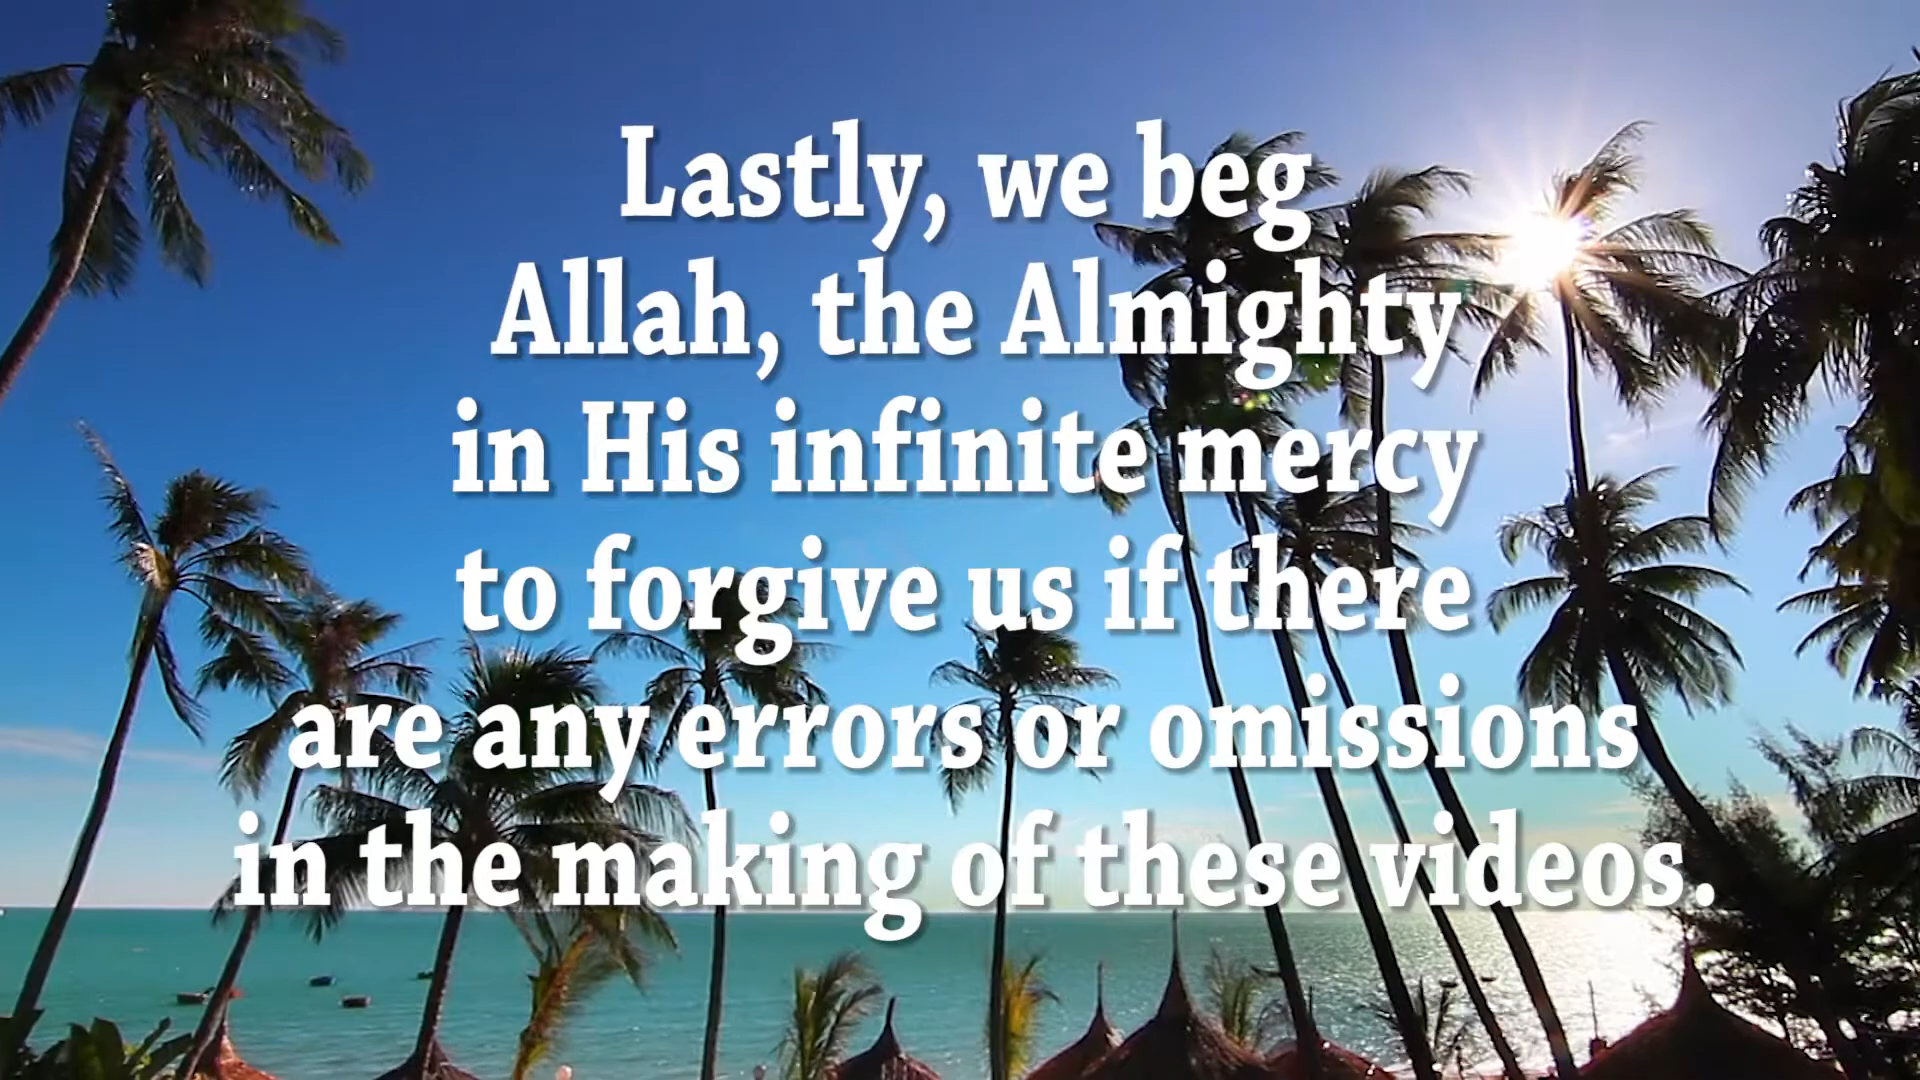 Lastly, we beg
Allah, the Almighty
in His infinite mercy
to forgive us if there
are any errors or omissions
in the making of these videos.